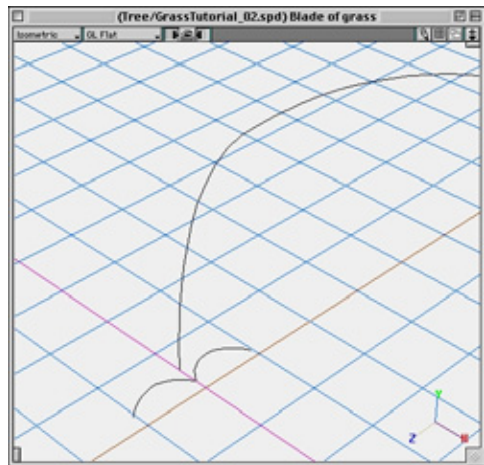 (Tree/GrassTutorial_02.spd) Blade of grass
Isometric
GL Flat
Y
Z